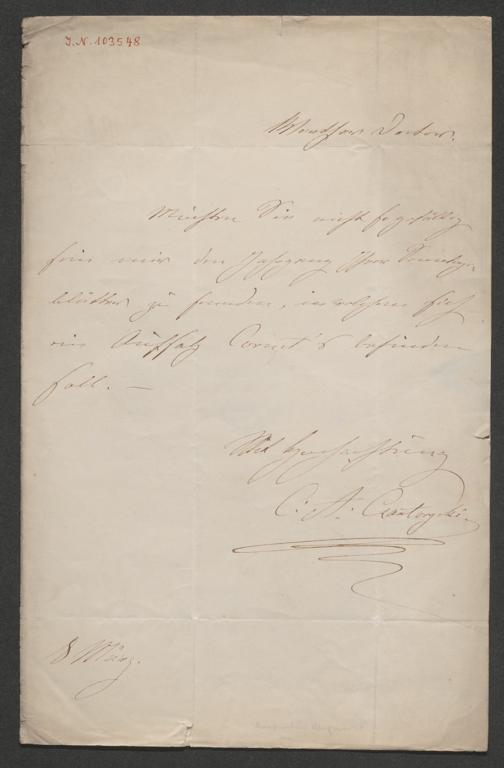 J.N. 103548
Werthester Doctor.
Möchten Sie nicht so gefällig
sein mir den Jahrgang Ihrer Sonntags-
blätter zu senden, in welchem sich
ein Aufsatz Cornet's befinden
soll. —
Mit Hochachtung
C. F. Czartoryski
8 März.